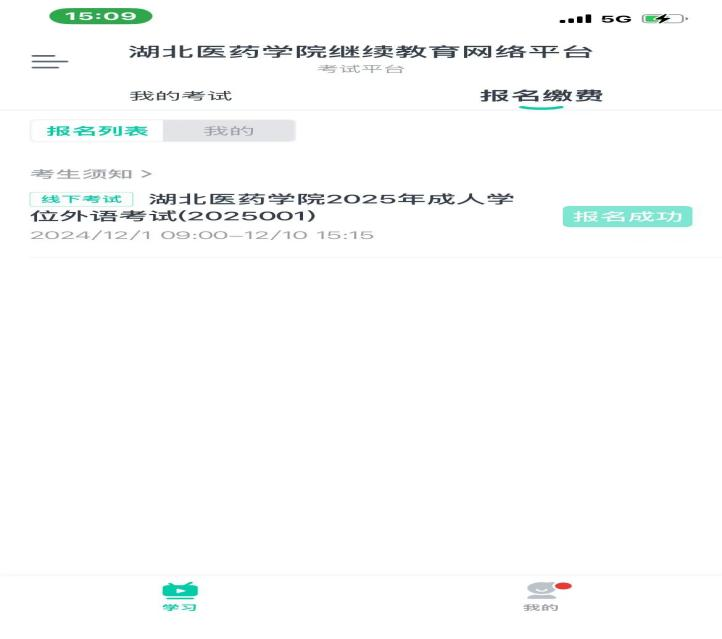 15:09
5G
湖北医药学院继续教育网络平台
考试平台
我的考试
报名缴费
报名列表
我的
考生须知 >
线下考试 湖北医药学院2025年成人学
位外语考试(2025001)
报名成功
2024/12/1 09:00-12/10 15:15
学习
我的